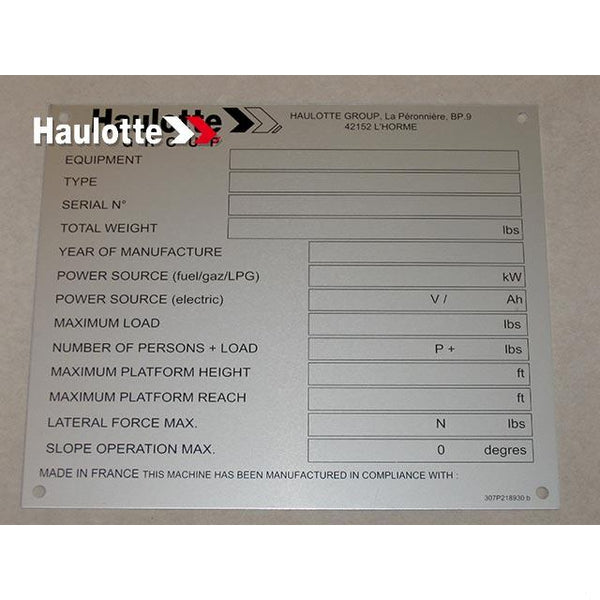 Haulotte
HAULOTTE GROUP, La Péronnière, BP.9
42152 L'HORME
Haulotte
GROUP
EQUIPMENT
TYPE
SERIAL N°
TOTAL WEIGHT lbs
YEAR OF MANUFACTURE
POWER SOURCE (fuel/gaz/LPG) kW
POWER SOURCE (electric) V / Ah
MAXIMUM LOAD lbs
NUMBER OF PERSONS + LOAD P + lbs
MAXIMUM PLATFORM HEIGHT ft
MAXIMUM PLATFORM REACH ft
LATERAL FORCE MAX. N lbs
SLOPE OPERATION MAX. 0 degres
MADE IN FRANCE THIS MACHINE HAS BEEN MANUFACTURED IN COMPLIANCE WITH :
307P218930 b